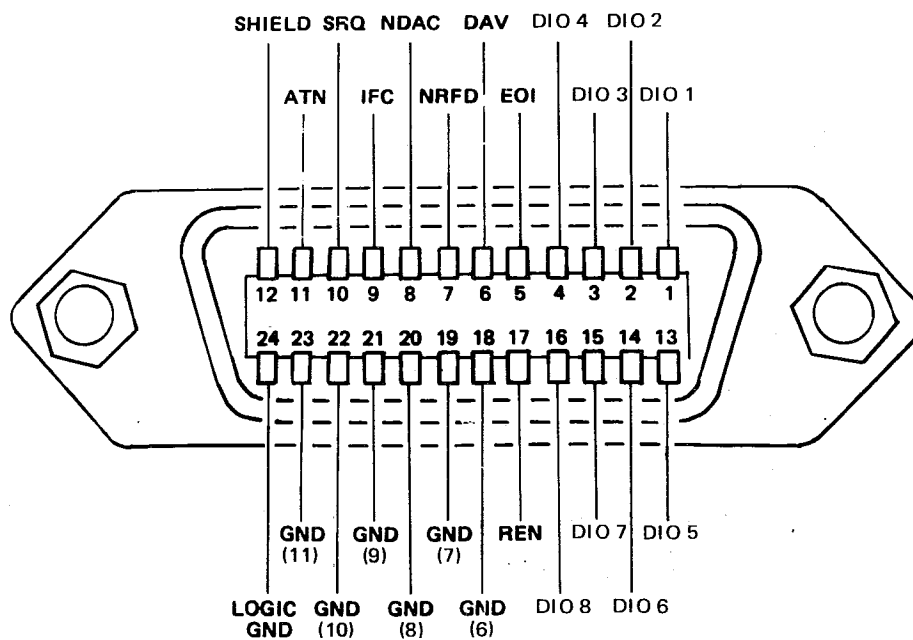 SHIELD SRQ NDAC DAV DIO 4 DIO 2
ATN IFC NRFD EOI DIO 3 DIO 1
12 11 10 9 8 7 6 5 4 3 2 1
24 23 22 21 20 19 18 17 16 15 14 13
GND (11) GND (9) GND (7) REN DIO 7 DIO 5
LOGIC GND GND (10) GND (8) GND (6) DIO 8 DIO 6